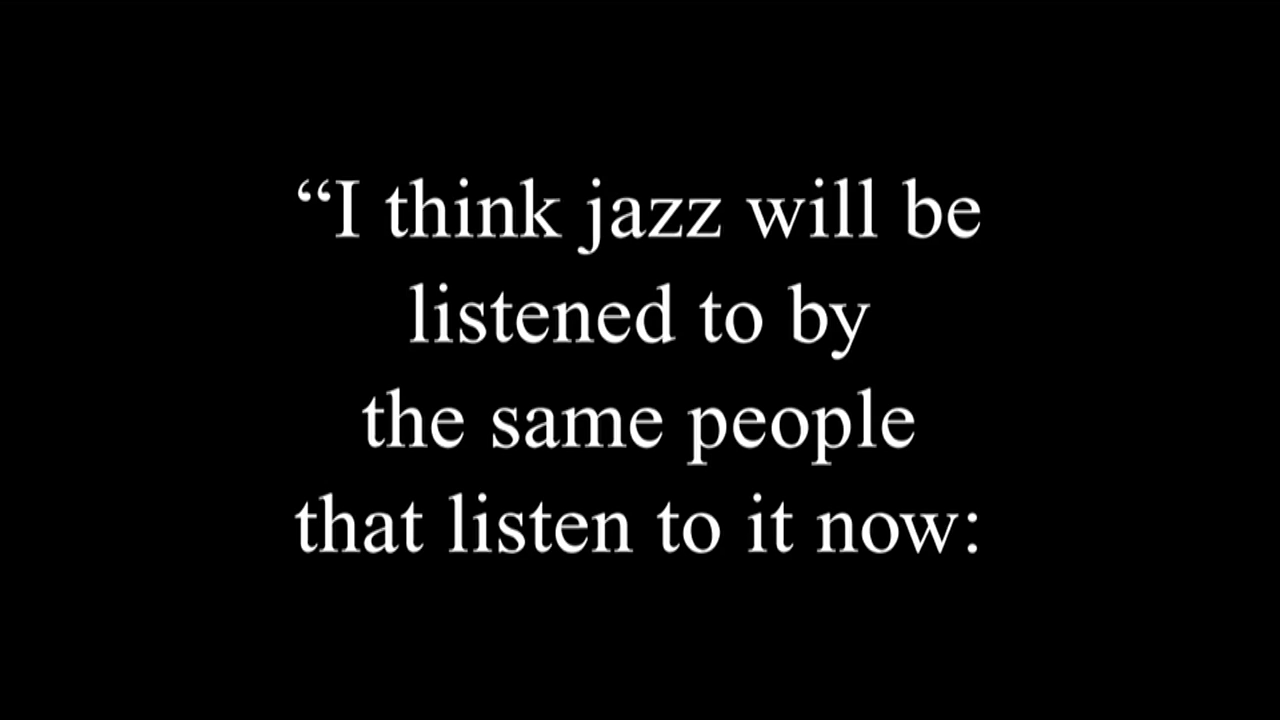 “I think jazz will be
listened to by
the same people
that listen to it now: